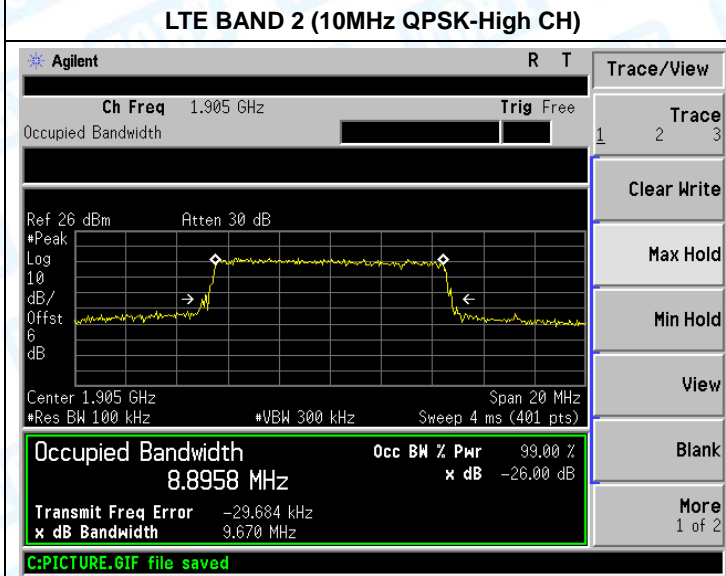 LTE BAND 2 (10MHz QPSK-High CH)
Agilent R T
Trace/View
Ch Freq 1.905 GHz Trig Free
Occupied Bandwidth
Trace
1 2 3
Clear Write
Ref 26 dBm Atten 30 dB
#Peak
Log
10
dB/
Offst
6
dB
Max Hold
Min Hold
View
Center 1.905 GHz Span 20 MHz
#Res BW 100 kHz #VBW 300 kHz Sweep 4 ms (401 pts)
Occupied Bandwidth Occ BW % Pwr 99.00 %
8.8958 MHz x dB -26.00 dB
Blank
Transmit Freq Error -29.684 kHz
x dB Bandwidth 9.670 MHz
More
1 of 2
C:PICTURE.GIF file saved